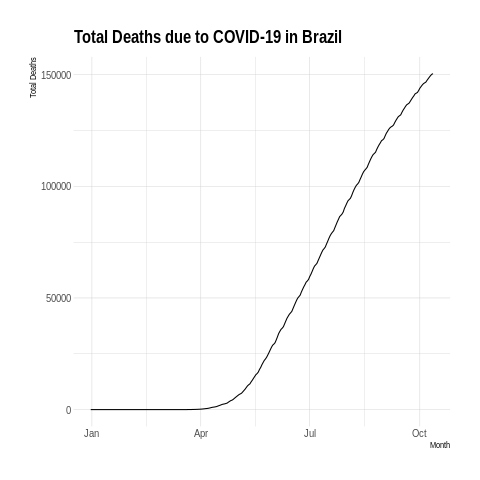 Total Deaths due to COVID-19 in Brazil
Total Deaths
150000
100000
50000
0
Jan Apr Jul Oct
Month